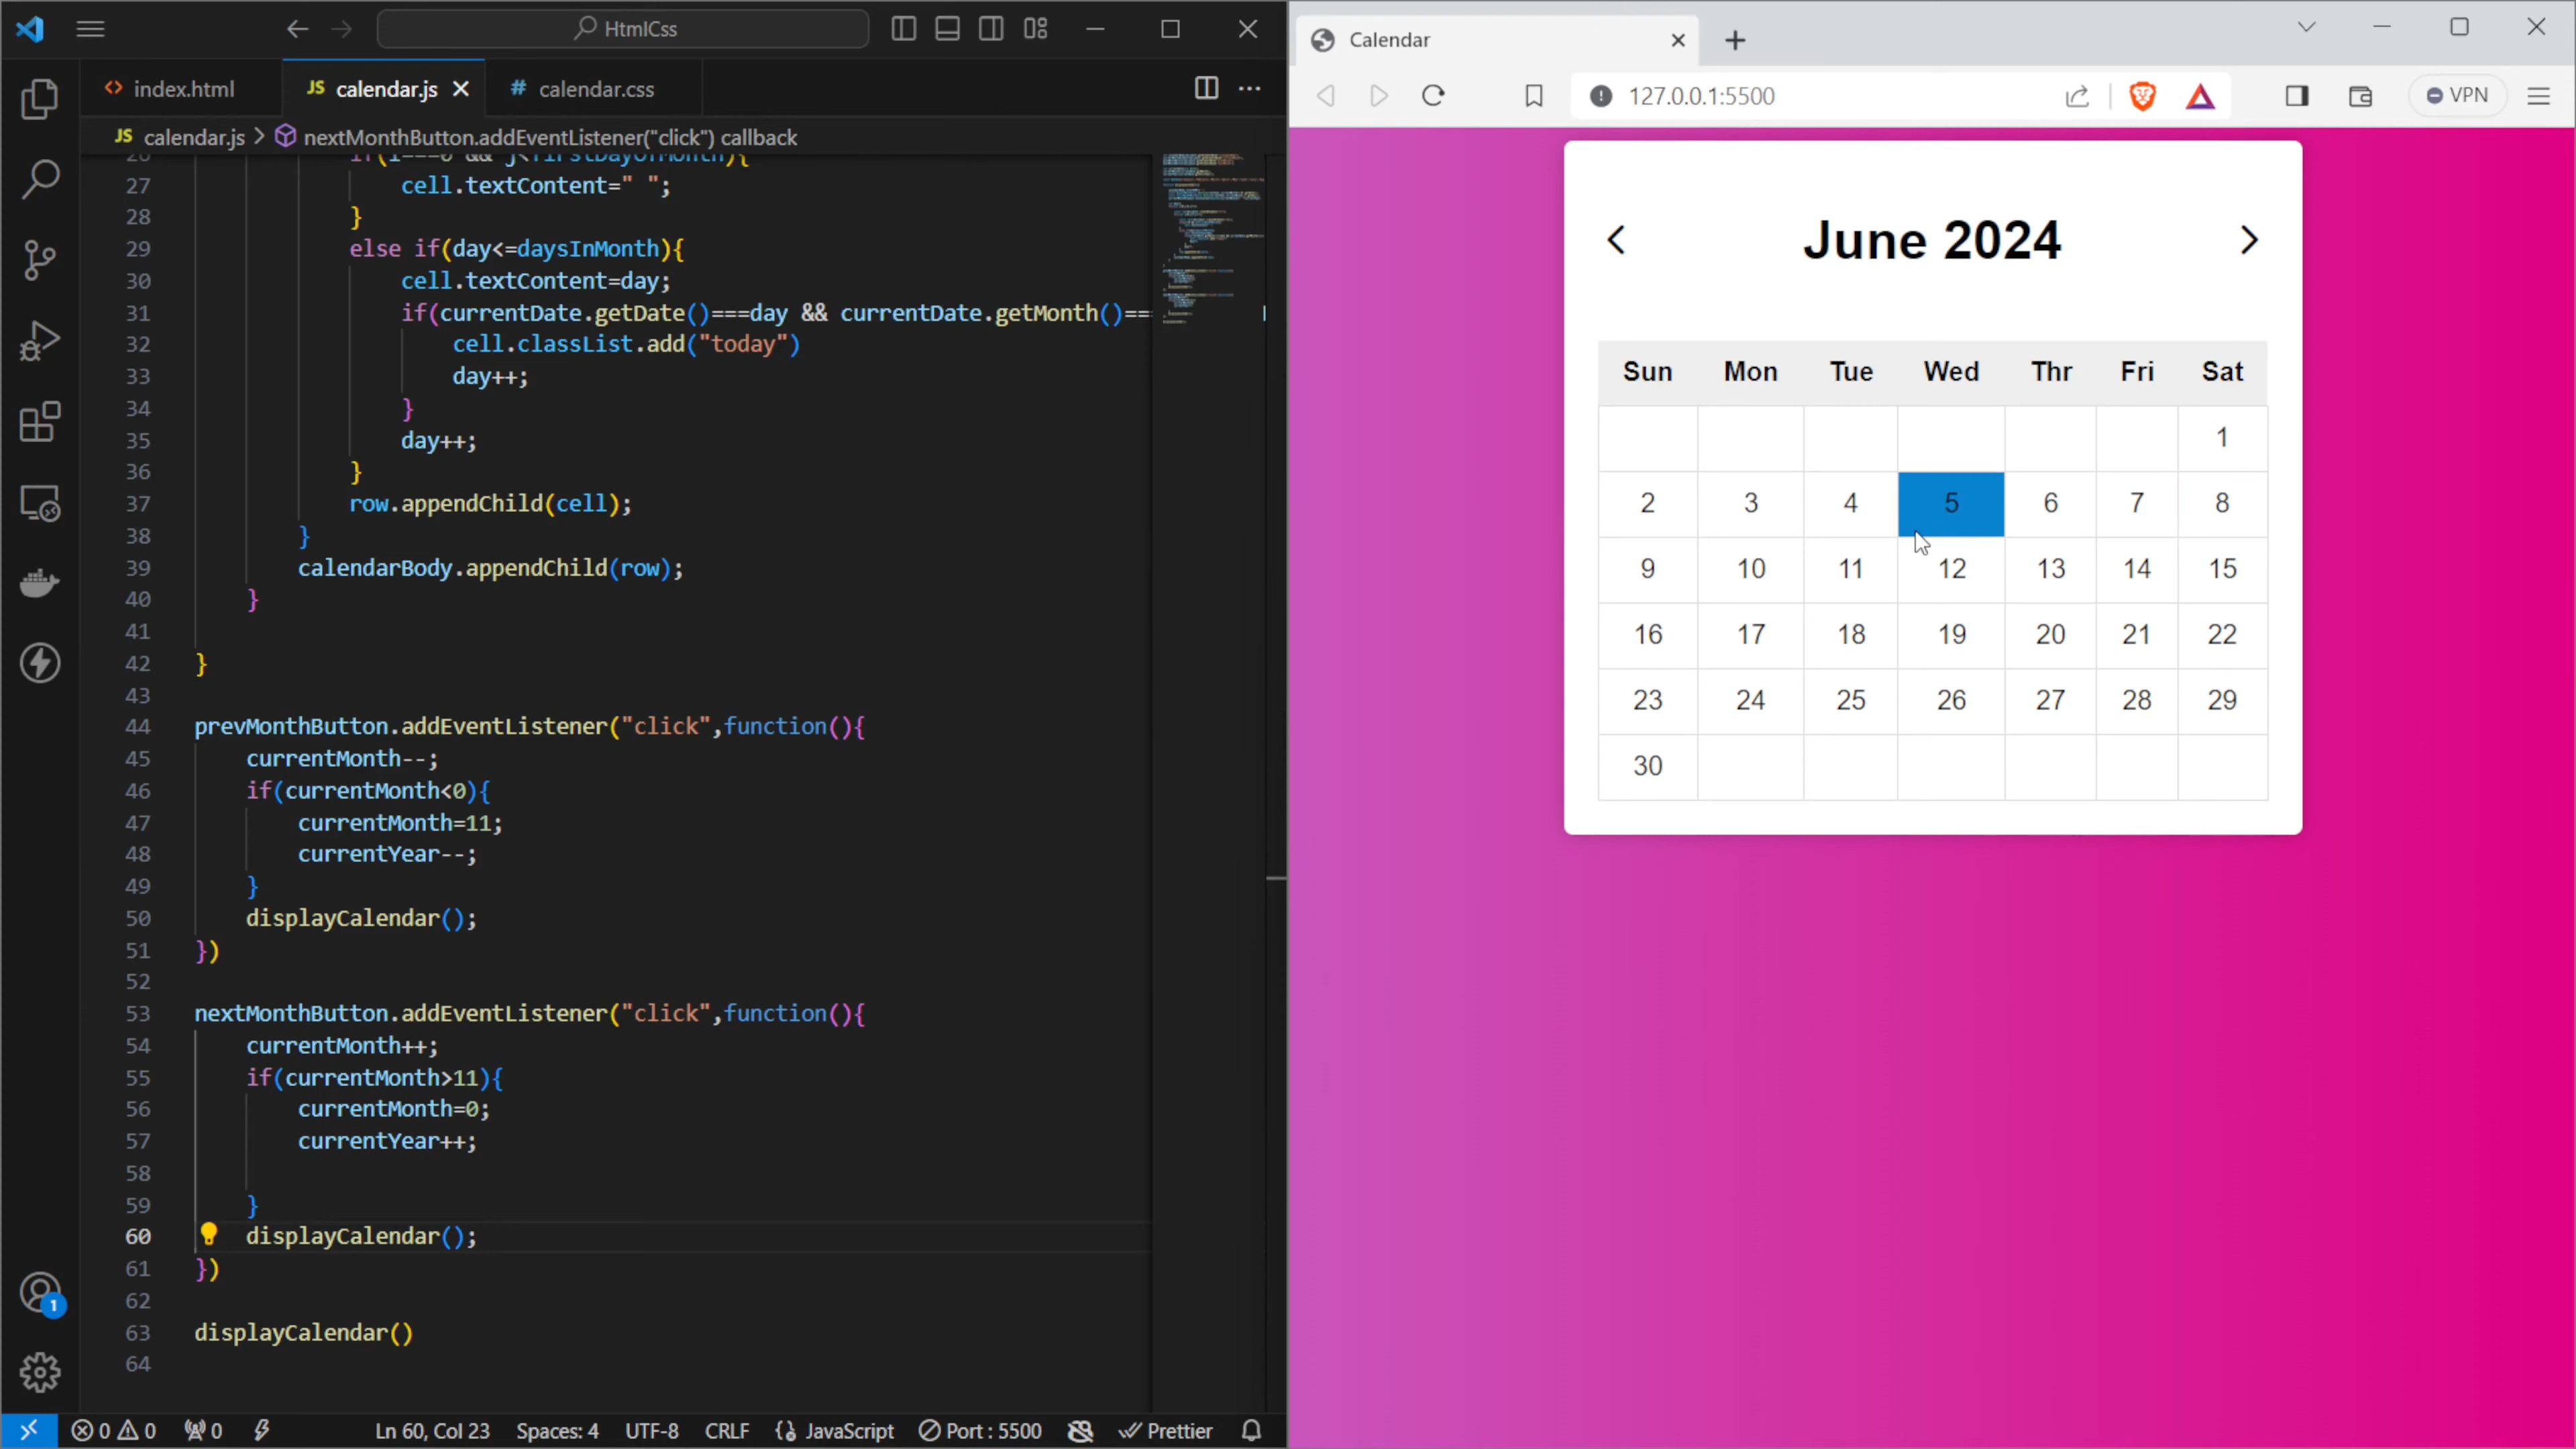 HtmlCss
index.html
JS calendar.js
# calendar.css
JS calendar.js > nextMonthButton.addEventListener("click") callback
27 cell.textContent=" ";
28 }
29 else if(day<=daysInMonth){
30 cell.textContent=day;
31 if(currentDate.getDate()===day && currentDate.getMonth()===
32 cell.classList.add("today")
33 day++;
34 }
35 day++;
36 }
37 row.appendChild(cell);
38 }
39 calendarBody.appendChild(row);
40 }
41
42 }
43
44 prevMonthButton.addEventListener("click",function(){
45 currentMonth--;
46 if(currentMonth<0){
47 currentMonth=11;
48 currentYear--;
49 }
50 displayCalendar();
51 })
52
53 nextMonthButton.addEventListener("click",function(){
54 currentMonth++;
55 if(currentMonth>11){
56 currentMonth=0;
57 currentYear++;
58
59 }
60 displayCalendar();
61 })
62
63 displayCalendar()
64
1
0 0 0 Ln 60, Col 23 Spaces: 4 UTF-8 CRLF {} JavaScript Port : 5500 Prettier
Calendar
127.0.0.1:5500
VPN
June 2024
Sun Mon Tue Wed Thr Fri Sat
1
2 3 4 5 6 7 8
9 10 11 12 13 14 15
16 17 18 19 20 21 22
23 24 25 26 27 28 29
30